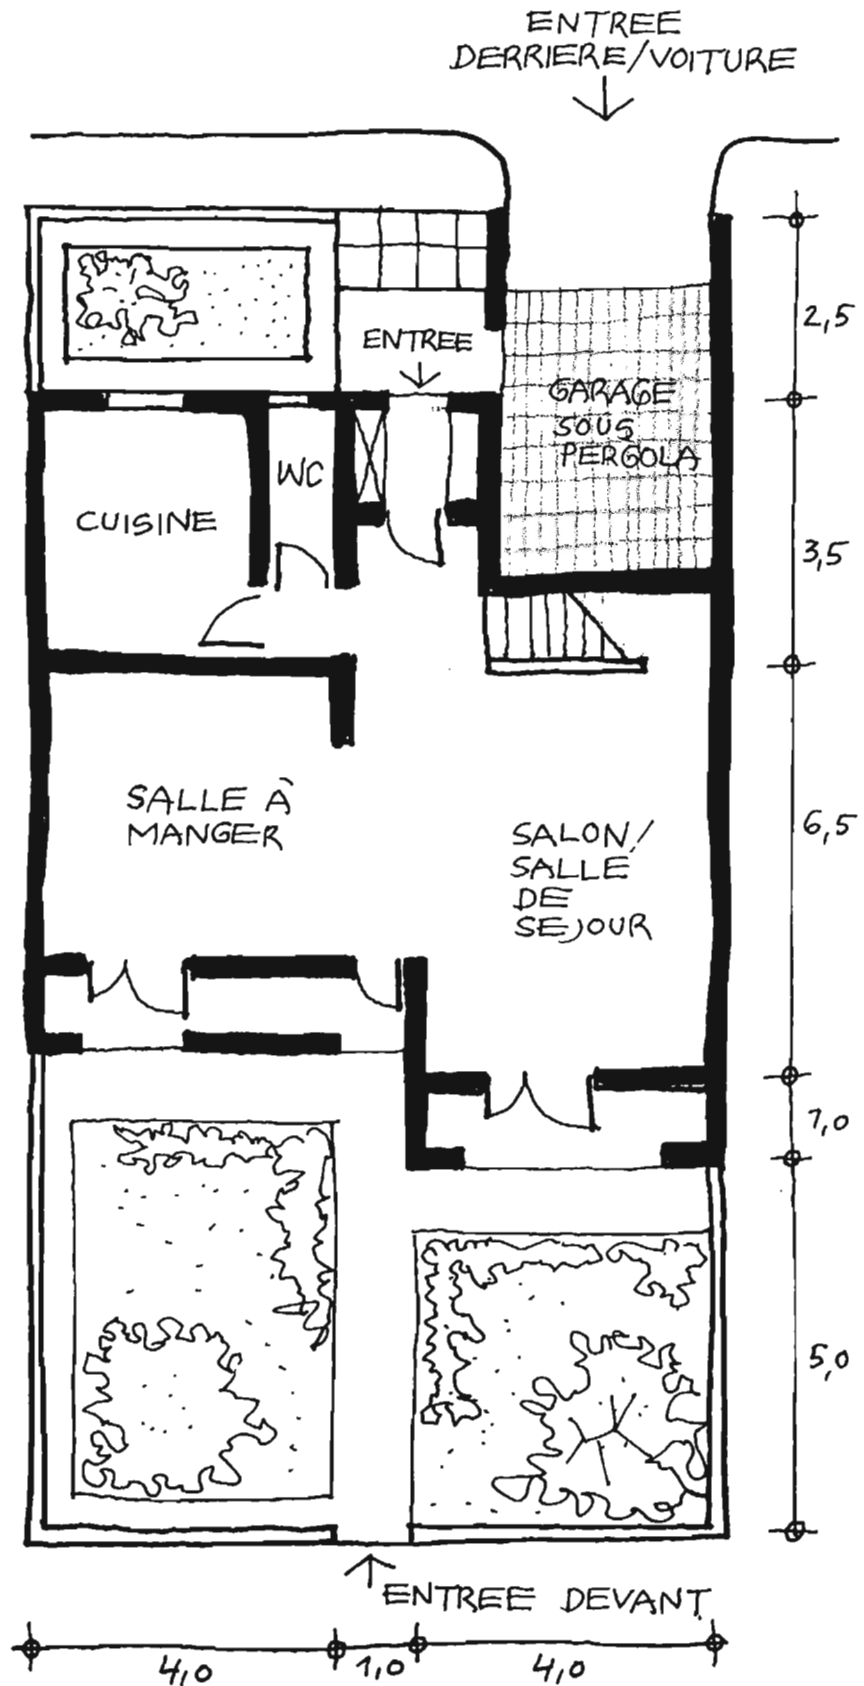 ENTREE
DERRIERE/VOITURE
2,5
ENTREE
GARAGE
SOUS
PERGOLA
WC
CUISINE
3,5
SALLE À
MANGER
SALON/
SALLE
DE
SEJOUR
6,5
1,0
5,0
ENTREE DEVANT
4,0
1,0
4,0